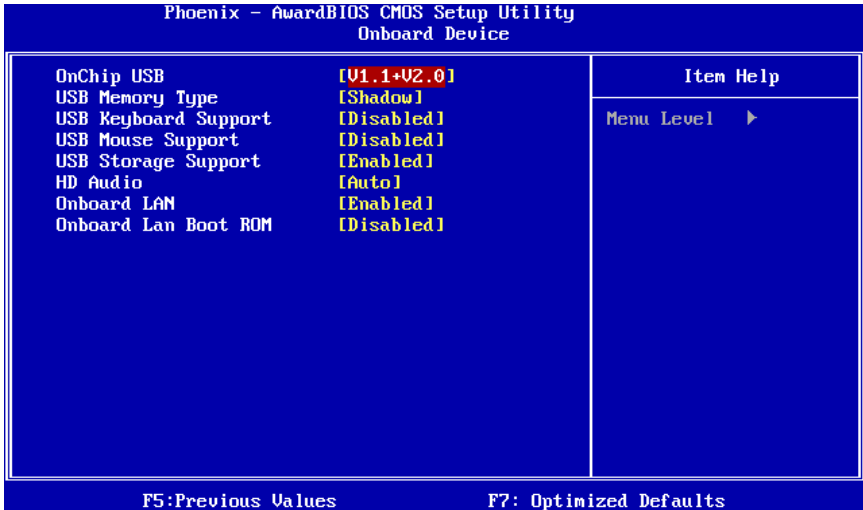 Phoenix - AwardBIOS CMOS Setup Utility
Onboard Device
OnChip USB [V1.1+V2.0]
USB Memory Type [Shadow]
USB Keyboard Support [Disabled]
USB Mouse Support [Disabled]
USB Storage Support [Enabled]
HD Audio [Auto]
Onboard LAN [Enabled]
Onboard Lan Boot ROM [Disabled]
Item Help
Menu Level
F5:Previous Values F7: Optimized Defaults